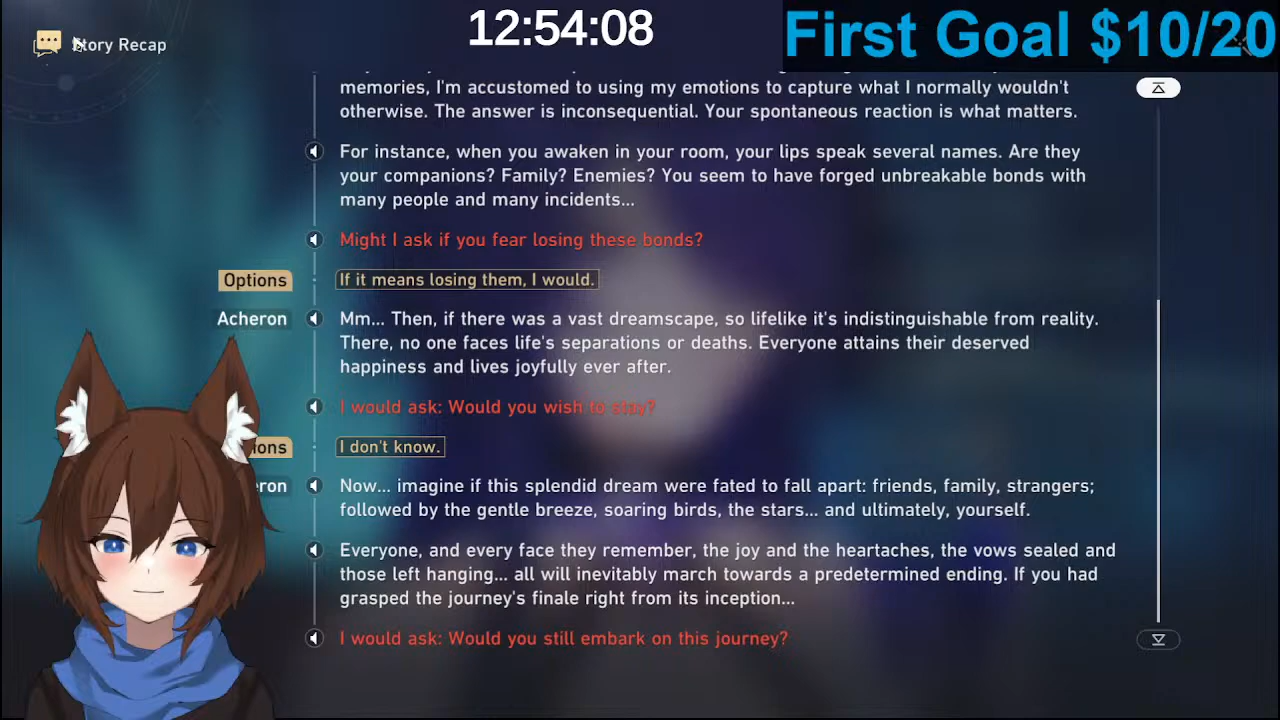 12:54:08
First Goal $10/20
Story Recap
memories, I'm accustomed to using my emotions to capture what I normally wouldn't
otherwise. The answer is inconsequential. Your spontaneous reaction is what matters.
For instance, when you awaken in your room, your lips speak several names. Are they
your companions? Family? Enemies? You seem to have forged unbreakable bonds with
many people and many incidents...
Might I ask if you fear losing these bonds?
Options If it means losing them, I would.
Acheron Mm... Then, if there was a vast dreamscape, so lifelike it's indistinguishable from reality.
There, no one faces life's separations or deaths. Everyone attains their deserved
happiness and lives joyfully ever after.
I would ask: Would you wish to stay?
ions I don't know.
eron Now... imagine if this splendid dream were fated to fall apart: friends, family, strangers;
followed by the gentle breeze, soaring birds, the stars... and ultimately, yourself.
Everyone, and every face they remember, the joy and the heartaches, the vows sealed and
those left hanging... all will inevitably march towards a predetermined ending. If you had
grasped the journey's finale right from its inception...
I would ask: Would you still embark on this journey?